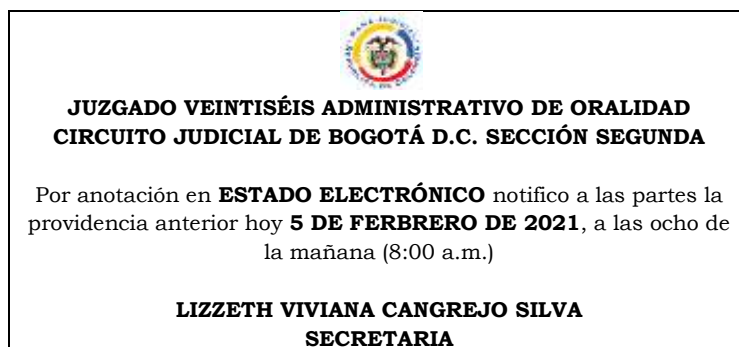 JUZGADO VEINTISÉIS ADMINISTRATIVO DE ORALIDAD
CIRCUITO JUDICIAL DE BOGOTÁ D.C. SECCIÓN SEGUNDA
Por anotación en ESTADO ELECTRÓNICO notifico a las partes la
providencia anterior hoy 5 DE FERBRERO DE 2021, a las ocho de
la mañana (8:00 a.m.)
LIZZETH VIVIANA CANGREJO SILVA
SECRETARIA